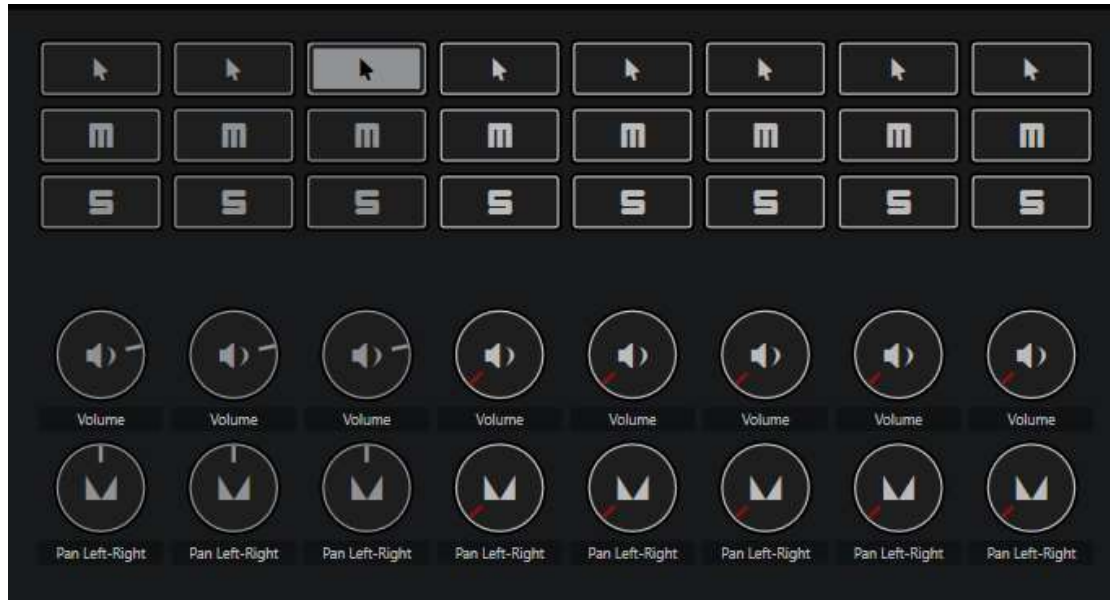 m m m m m m m m
S S S S S S S S
Volume Volume Volume Volume Volume Volume Volume Volume
Pan Left-Right Pan Left-Right Pan Left-Right Pan Left-Right Pan Left-Right Pan Left-Right Pan Left-Right Pan Left-Right